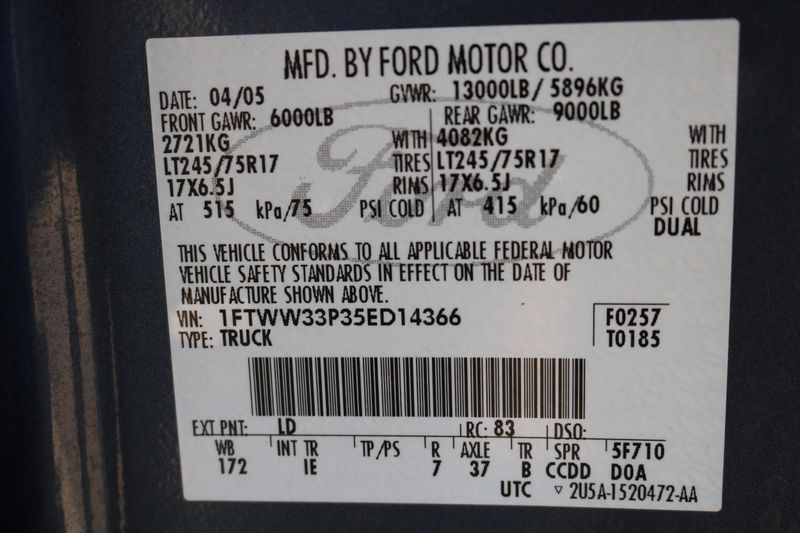 MFD. BY FORD MOTOR CO.
DATE: 04/05 GVWR: 13000LB/ 5896KG
FRONT GAWR: 6000LB REAR GAWR: 9000LB
2721KG WITH 4082KG WITH
LT245/75R17 TIRES LT245/75R17 TIRES
17X6.5J RIMS 17X6.5J RIMS
AT 515 kPa/75 PSI COLD AT 415 kPa/60 PSI COLD
DUAL
Ford
THIS VEHICLE CONFORMS TO ALL APPLICABLE FEDERAL MOTOR
VEHICLE SAFETY STANDARDS IN EFFECT ON THE DATE OF
MANUFACTURE SHOWN ABOVE.
VIN: 1FTWW33P35ED14366 F0257
TYPE: TRUCK T0185
EXT PNT: LD RC: 83 DSO:
WB INT TR TP/PS R AXLE TR SPR 5F710
172 IE 7 37 B CCDD DOA
UTC ▽ 2U5A-1520472-AA